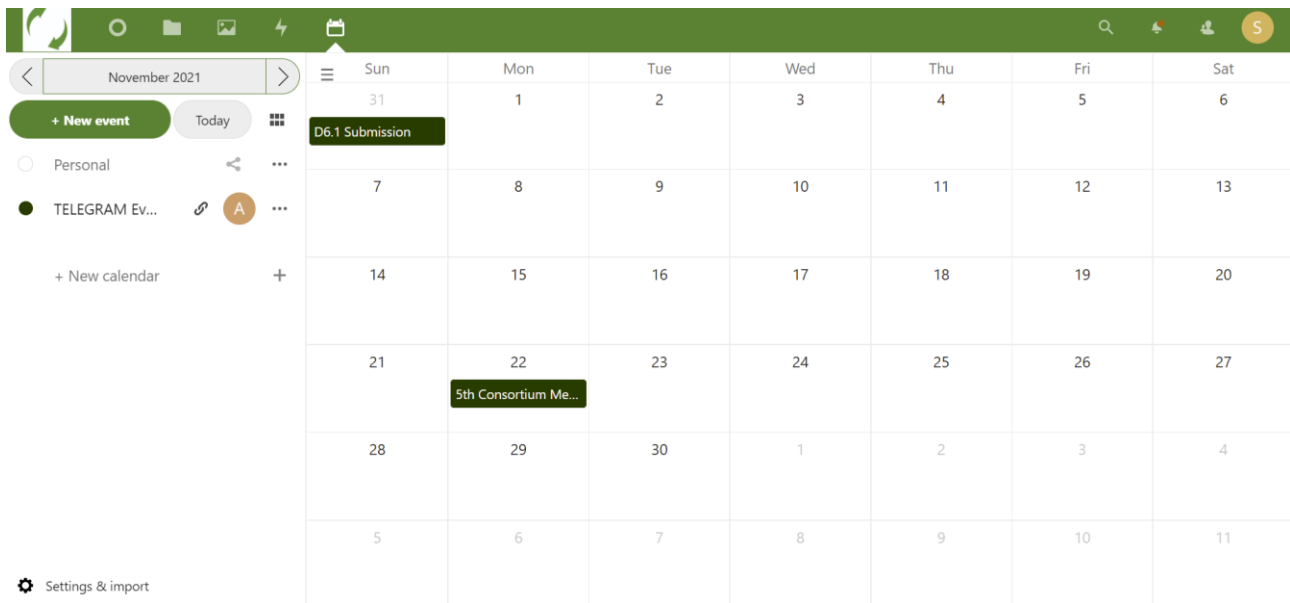 S
November 2021
+ New event
Today
Personal
TELEGRAM Ev...
A
+ New calendar
Settings & import
Sun Mon Tue Wed Thu Fri Sat
31 1 2 3 4 5 6
D6.1 Submission
7 8 9 10 11 12 13
14 15 16 17 18 19 20
21 22 23 24 25 26 27
5th Consortium Me...
28 29 30 1 2 3 4
5 6 7 8 9 10 11